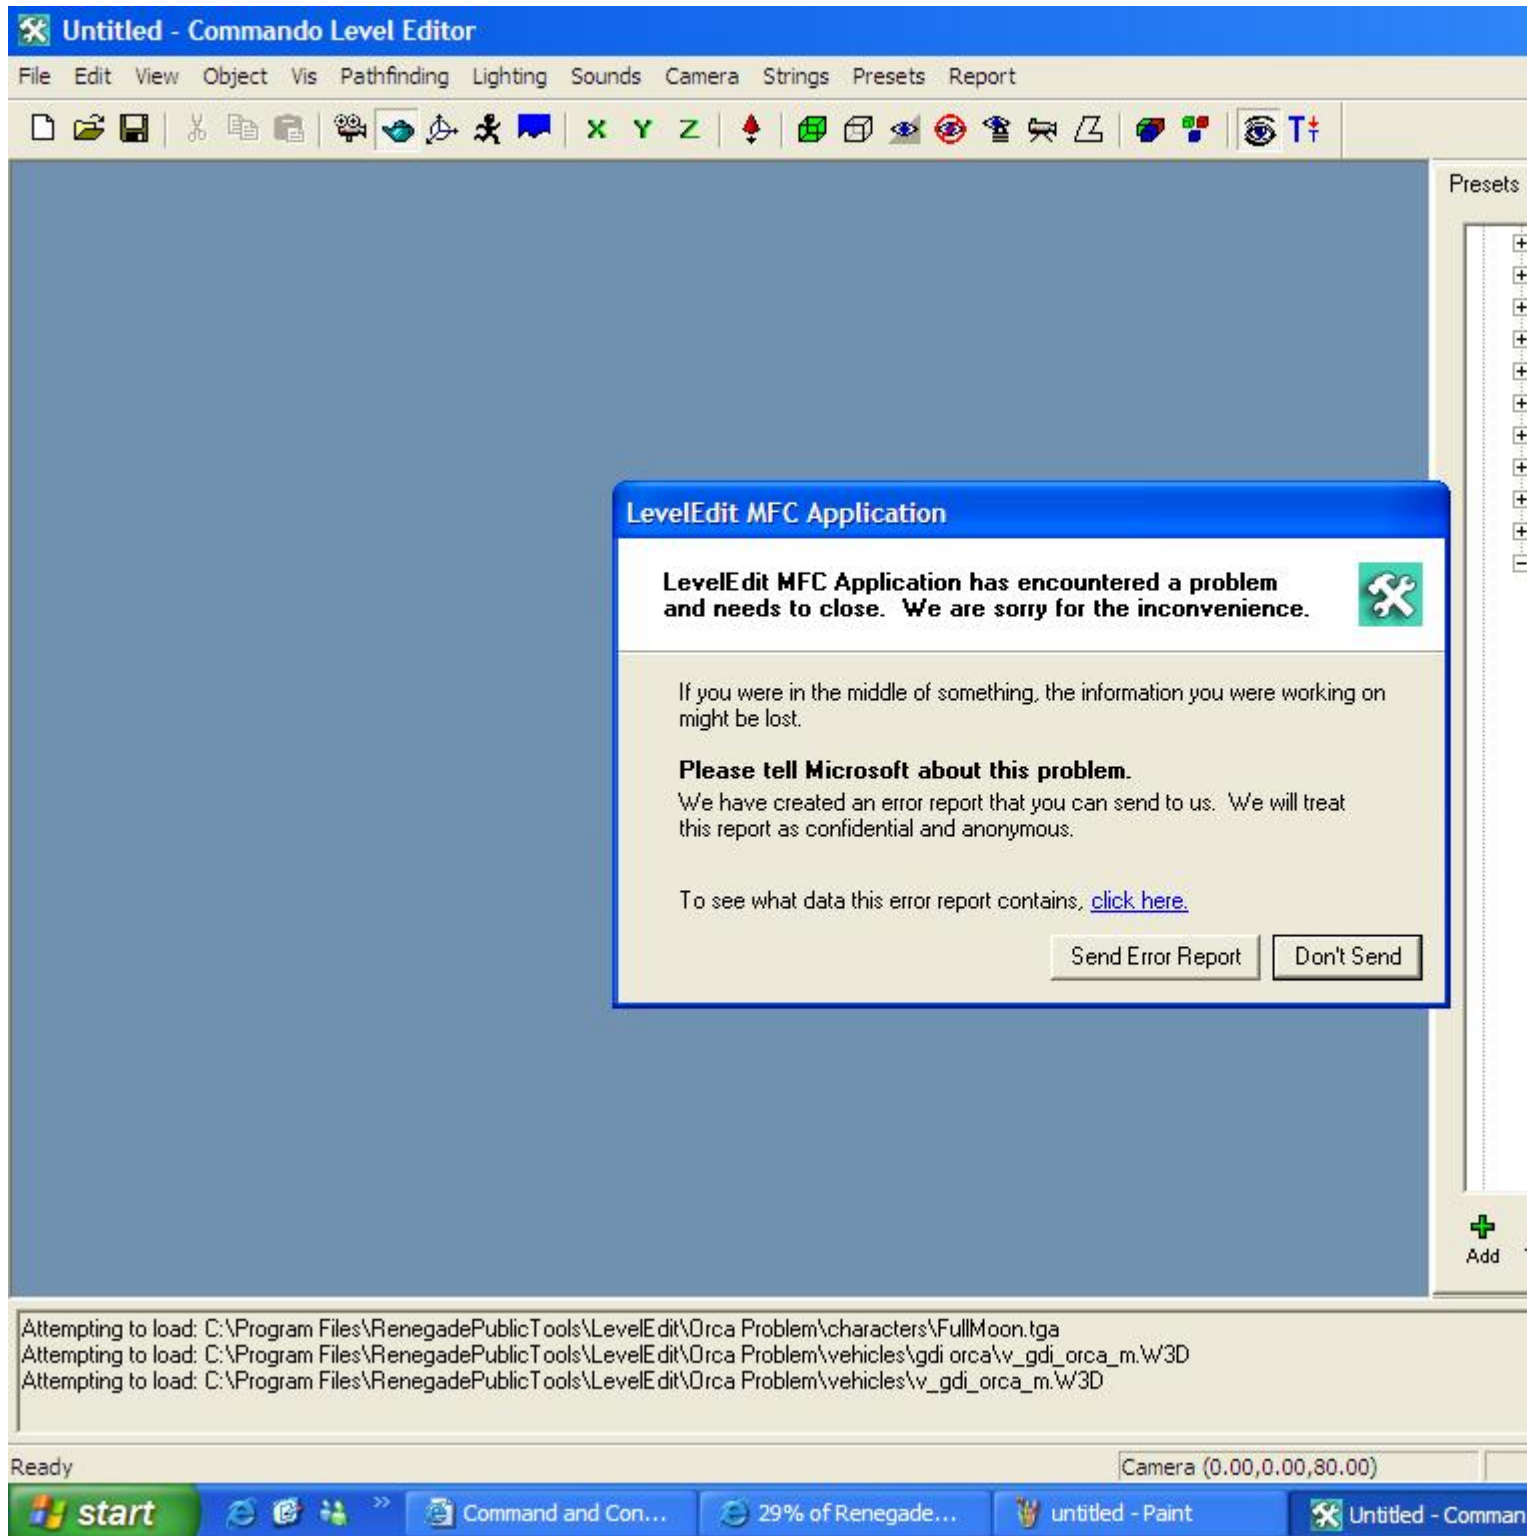 Untitled - Commando Level Editor
File Edit View Object Vis Pathfinding Lighting Sounds Camera Strings Presets Report
X Y Z T
Presets
LevelEdit MFC Application
LevelEdit MFC Application has encountered a problem
and needs to close. We are sorry for the inconvenience.
If you were in the middle of something, the information you were working on
might be lost.
Please tell Microsoft about this problem.
We have created an error report that you can send to us. We will treat
this report as confidential and anonymous.
To see what data this error report contains, click here.
Send Error Report Don't Send
Add
Attempting to load: C:\Program Files\RenegadePublicTools\LevelEdit\Orca Problem\characters\FullMoon.tga
Attempting to load: C:\Program Files\RenegadePublicTools\LevelEdit\Orca Problem\vehicles\gdi orca\v_gdi_orca_m.W3D
Attempting to load: C:\Program Files\RenegadePublicTools\LevelEdit\Orca Problem\vehicles\v_gdi_orca_m.W3D
Ready Camera (0.00,0.00,80.00)
start » Command and Con... 29% of Renegade... untitled - Paint Untitled - Comman